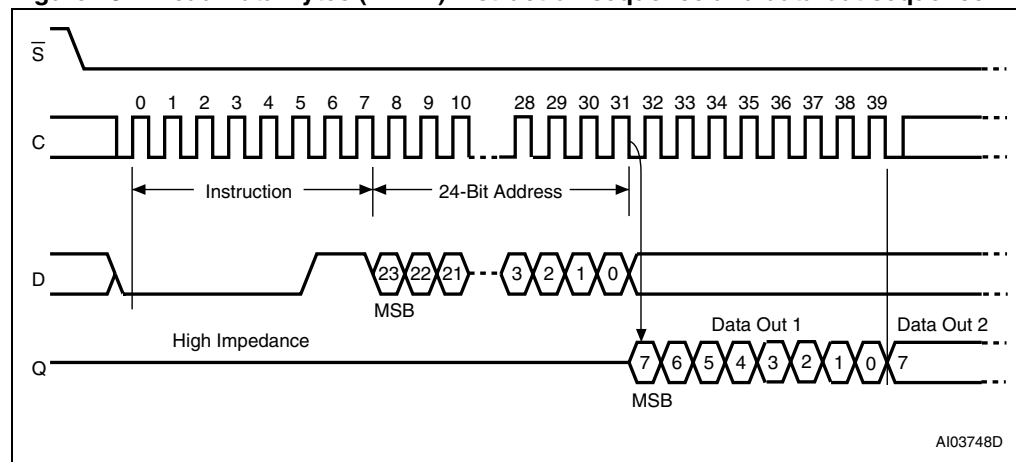 S
0 1 2 3 4 5 6 7 8 9 10 28 29 30 31 32 33 34 35 36 37 38 39
C
Instruction 24-Bit Address
D 23 22 21 3 2 1 0
MSB
High Impedance Data Out 1 Data Out 2
Q 7 6 5 4 3 2 1 0 7
MSB
AI03748D